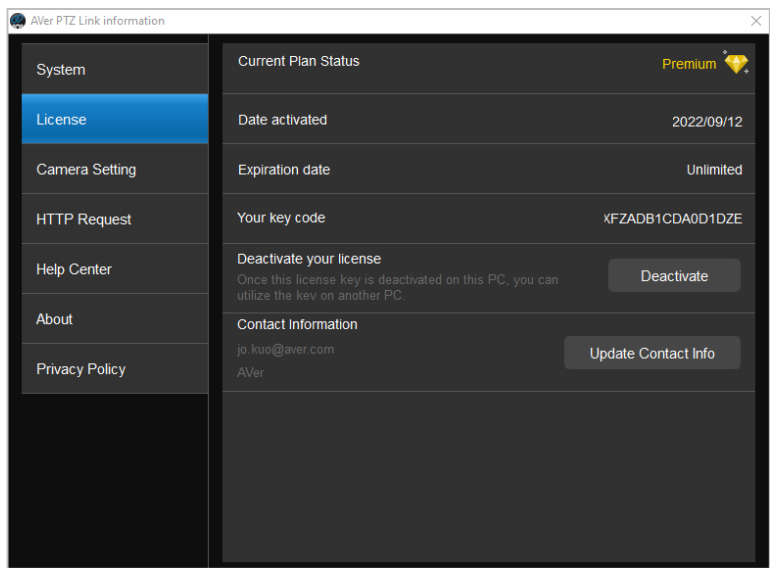 AVer PTZ Link information
System
License
Camera Setting
HTTP Request
Help Center
About
Privacy Policy
Current Plan Status
Premium
Date activated
2022/09/12
Expiration date
Unlimited
Your key code
XFZADB1CDA0D1DZE
Deactivate your license
Once this license key is deactivated on this PC, you can
utilize the key on another PC.
Deactivate
Contact Information
jo.kuo@aver.com
AVer
Update Contact Info